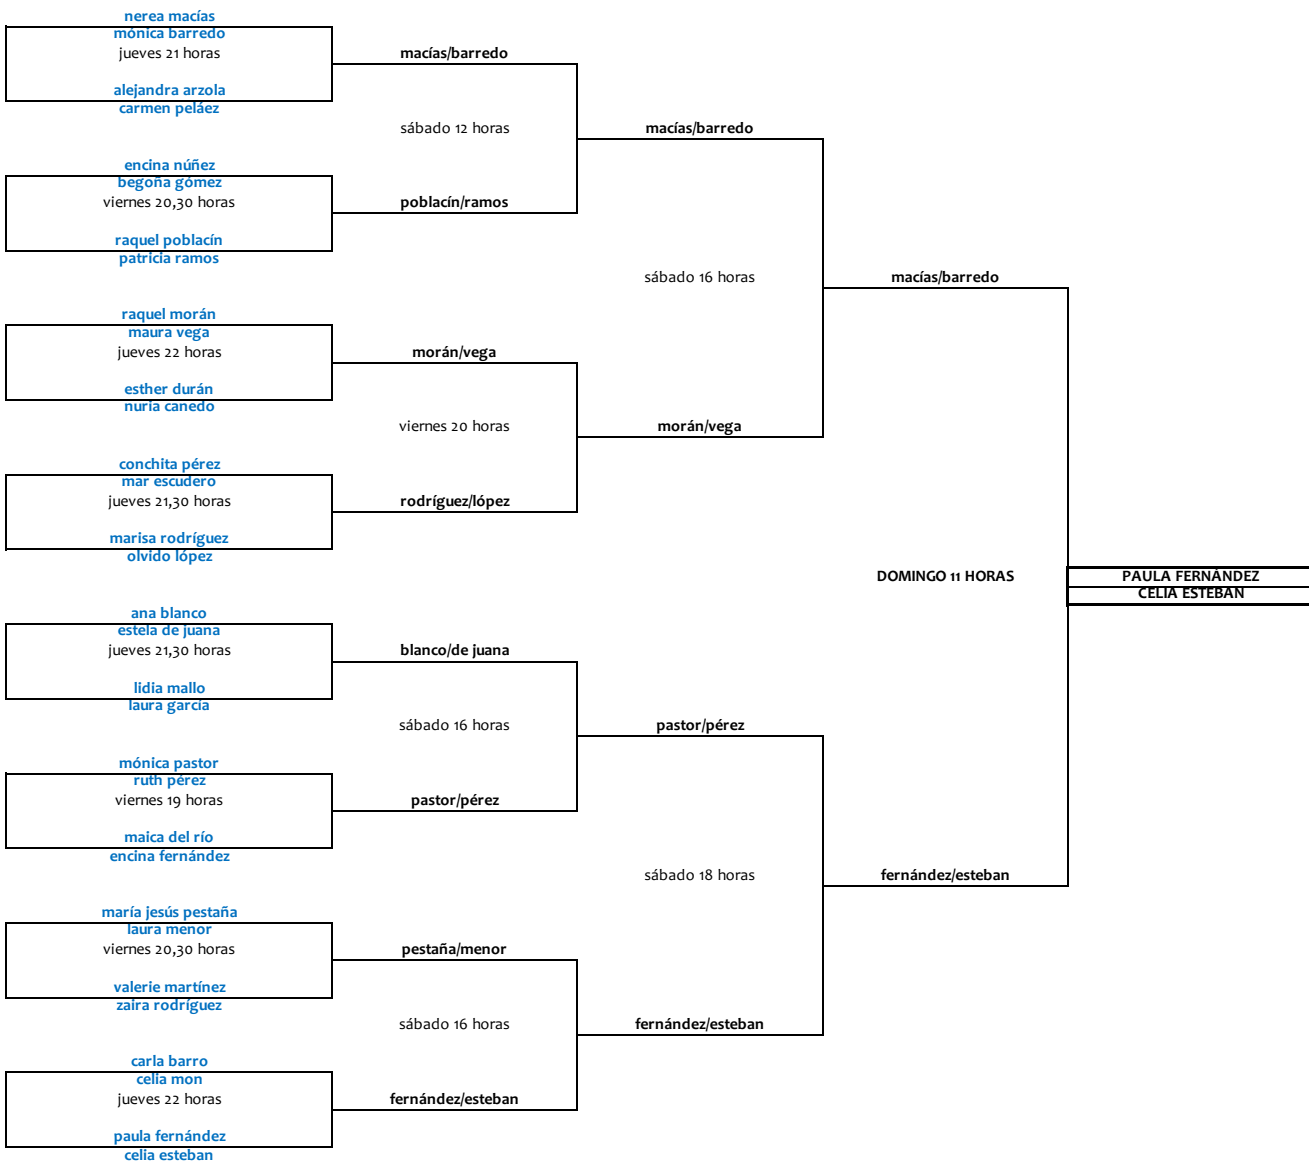 nerea macías
mónica barredo
jueves 21 horas
alejandra arzola
carmen peláez
encina núñez
begoña gómez
viernes 20,30 horas
raquel poblacín
patricia ramos
raquel morán
maura vega
jueves 22 horas
esther durán
nuria canedo
conchita pérez
mar escudero
jueves 21,30 horas
marisa rodríguez
olvido lópez
ana blanco
estela de juana
jueves 21,30 horas
lidia mallo
laura garcía
mónica pastor
ruth pérez
viernes 19 horas
maica del río
encina fernández
maría jesús pestaña
laura menor
viernes 20,30 horas
valerie martínez
zaira rodríguez
carla barro
celia mon
jueves 22 horas
paula fernández
celia esteban
macías/barredo
sábado 12 horas
poblacín/ramos
morán/vega
viernes 20 horas
rodríguez/lópez
blanco/de juana
sábado 16 horas
pastor/pérez
pestaña/menor
sábado 16 horas
fernández/esteban
macías/barredo
sábado 16 horas
morán/vega
pastor/pérez
sábado 18 horas
fernández/esteban
macías/barredo
DOMINGO 11 HORAS
fernández/esteban
PAULA FERNÁNDEZ
CELIA ESTEBAN